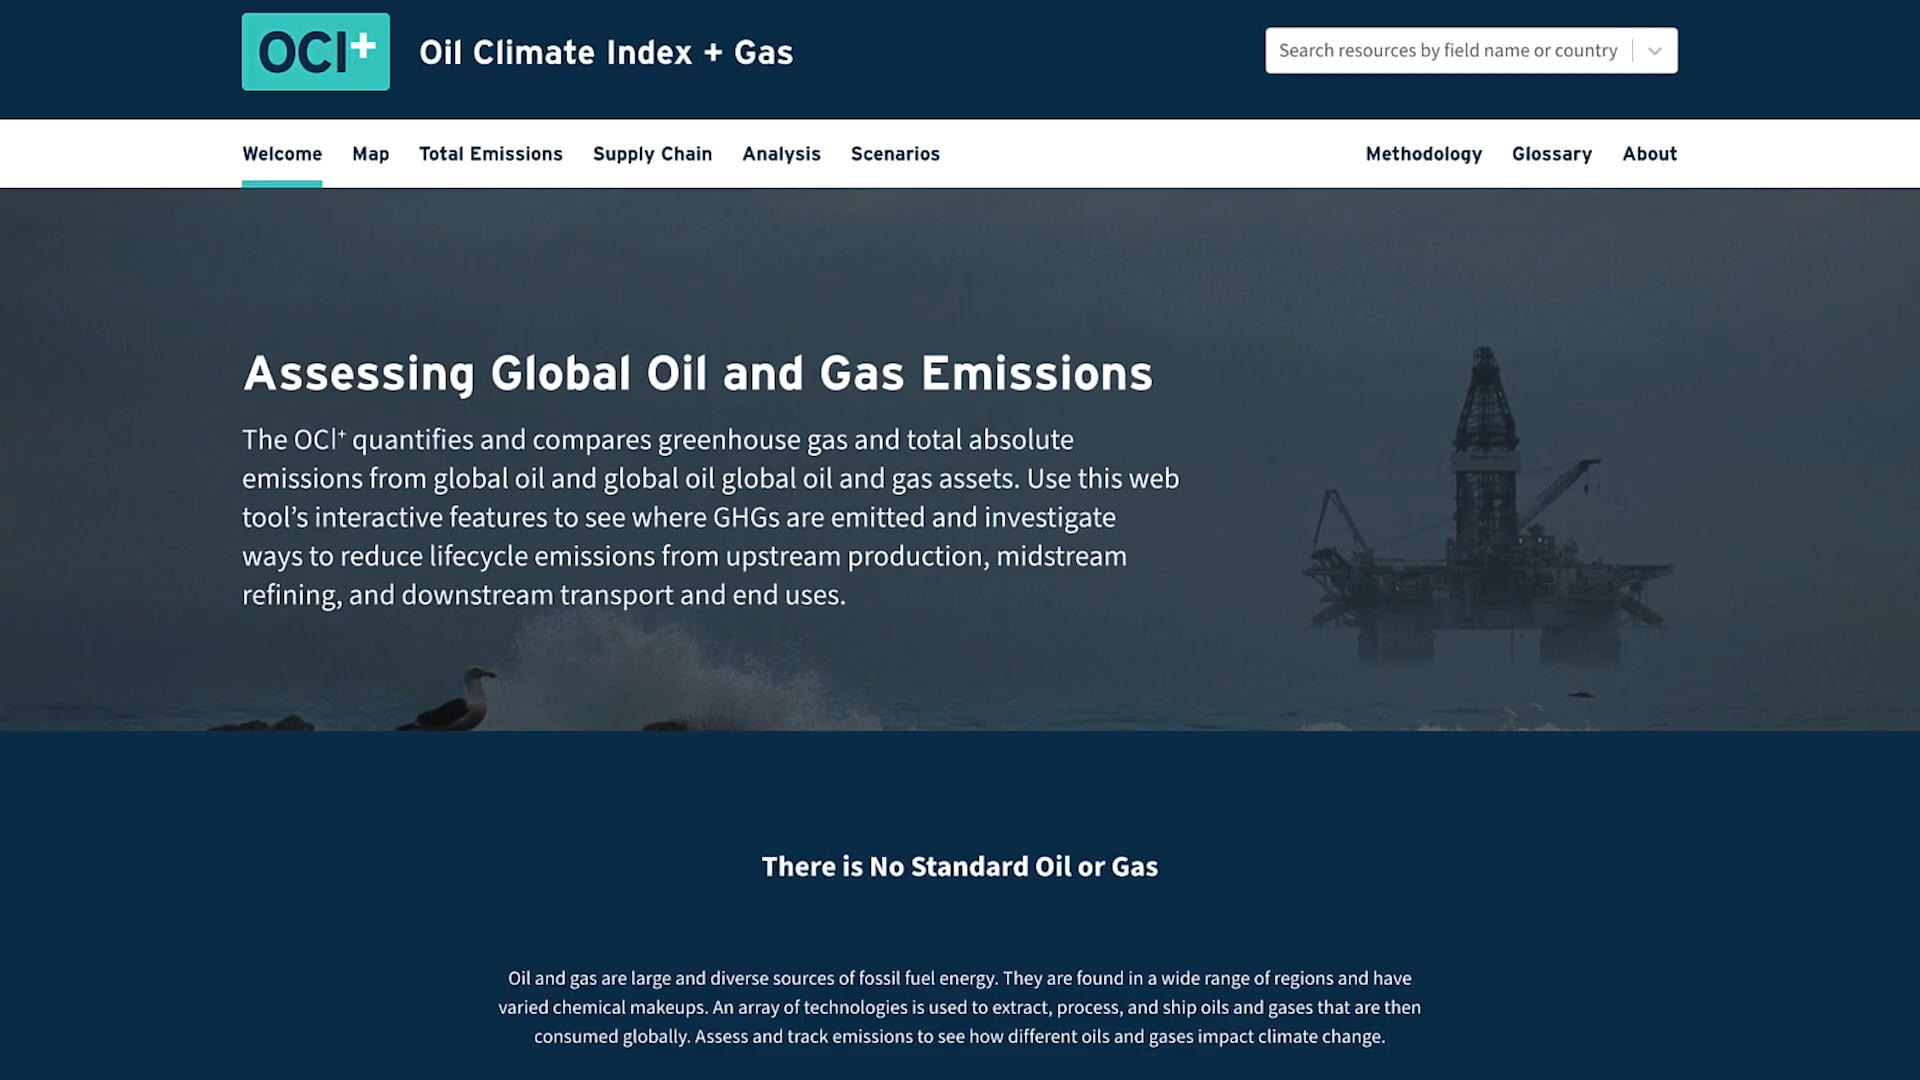 OCI+
Oil Climate Index + Gas
Search resources by field name or country
Welcome Map Total Emissions Supply Chain Analysis Scenarios Methodology Glossary About
Assessing Global Oil and Gas Emissions
The OCI+ quantifies and compares greenhouse gas and total absolute
emissions from global oil and global oil global oil and gas assets. Use this web
tool’s interactive features to see where GHGs are emitted and investigate
ways to reduce lifecycle emissions from upstream production, midstream
refining, and downstream transport and end uses.
There is No Standard Oil or Gas
Oil and gas are large and diverse sources of fossil fuel energy. They are found in a wide range of regions and have
varied chemical makeups. An array of technologies is used to extract, process, and ship oils and gases that are then
consumed globally. Assess and track emissions to see how different oils and gases impact climate change.